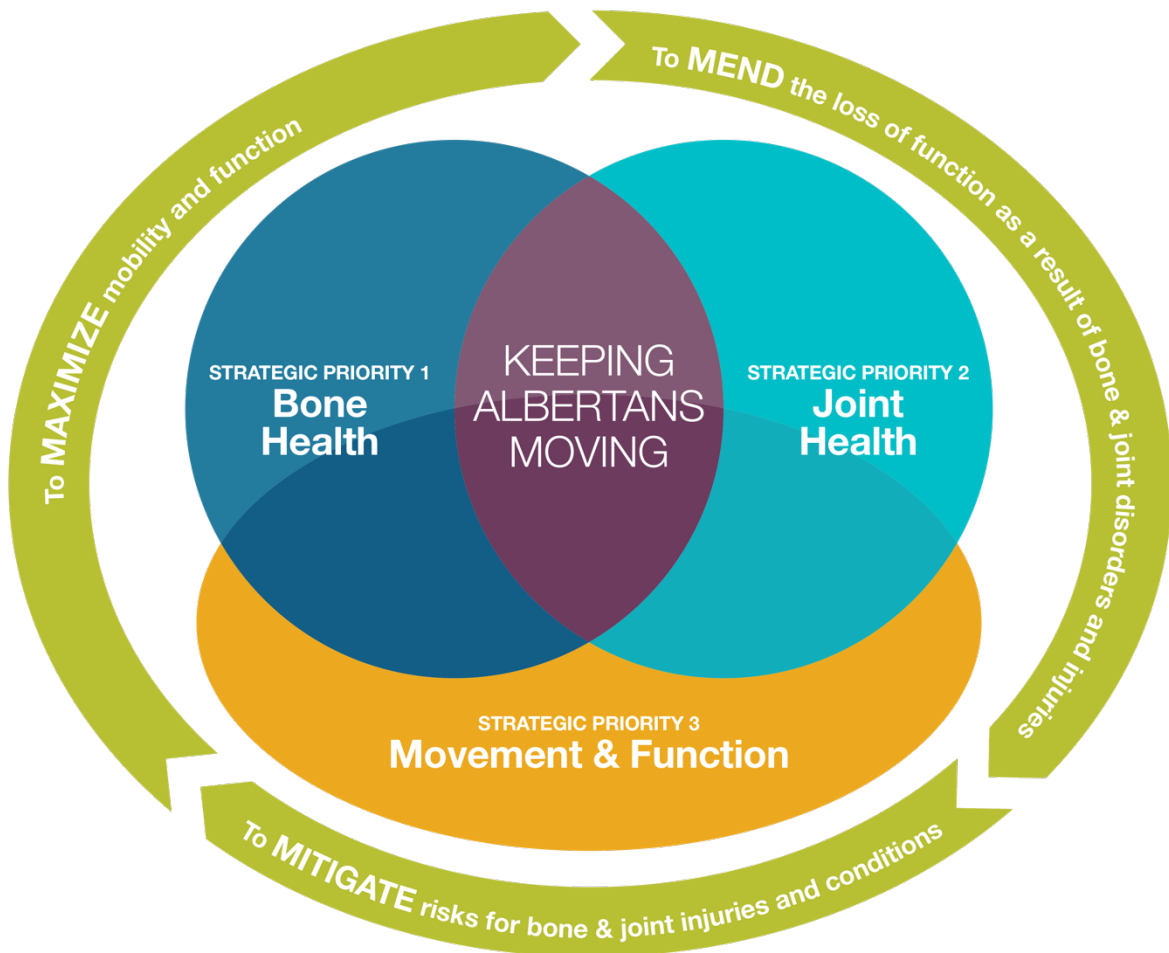 To MAXIMIZE mobility and function
To MEND the loss of function as a result of bone & joint disorders and injuries
STRATEGIC PRIORITY 1
Bone
Health
KEEPING
ALBERTANS
MOVING
STRATEGIC PRIORITY 2
Joint
Health
STRATEGIC PRIORITY 3
Movement & Function
To MITIGATE risks for bone & joint injuries and conditions